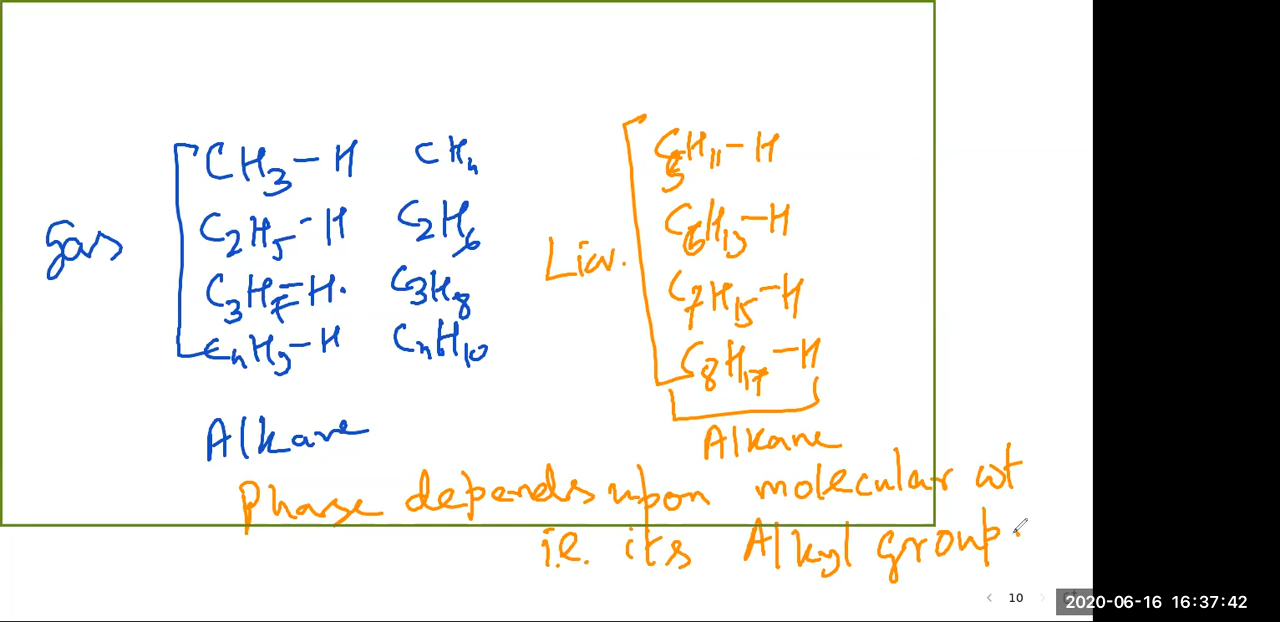 Gas
CH3-H CH4
C2H5-H C2H6
C3H7-H. C3H8
C4H9-H C4H10
Alkane
Liq.
C5H11-H
C6H13-H
C7H15-H
C8H17-H
Alkane
Phase depends upon molecular wt
i.e. its Alkyl group.
10
2020-06-16 16:37:42